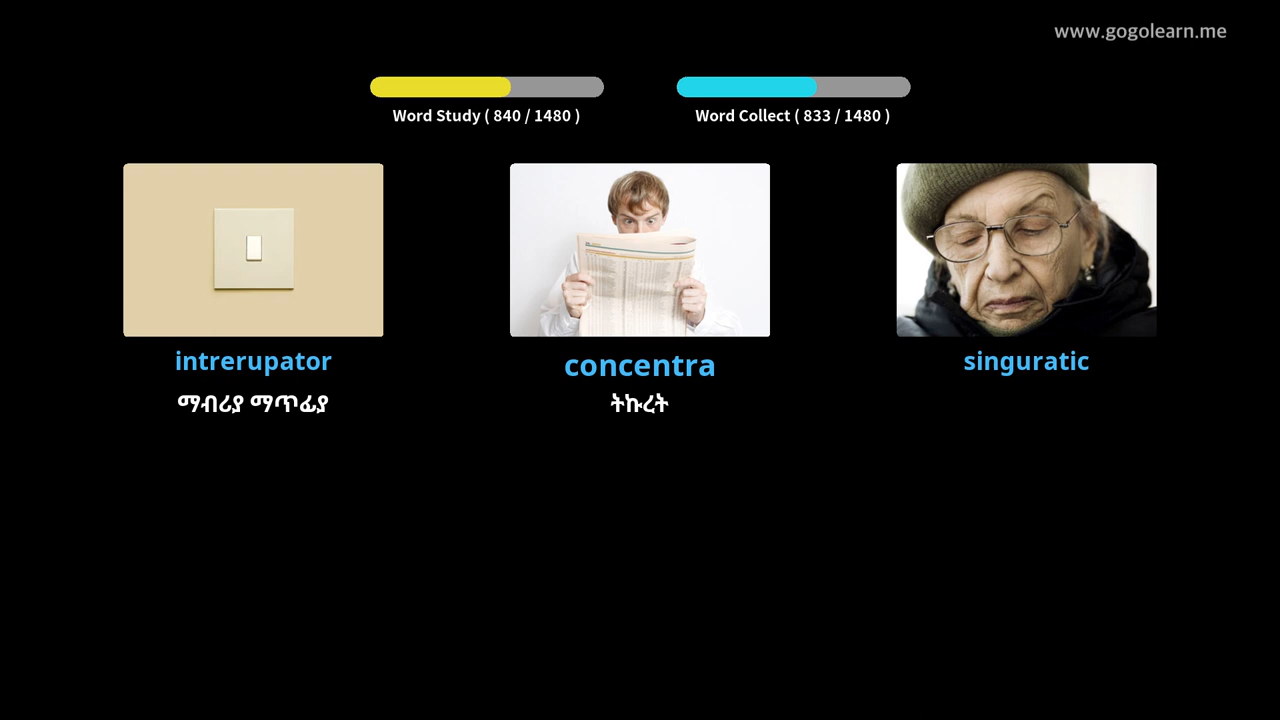 www.gogolearn.me
Word Study ( 840 / 1480 )
Word Collect ( 833 / 1480 )
intrerupator
concentra
singuratic
ማብሪያ ማጥፊያ
ትኩረት